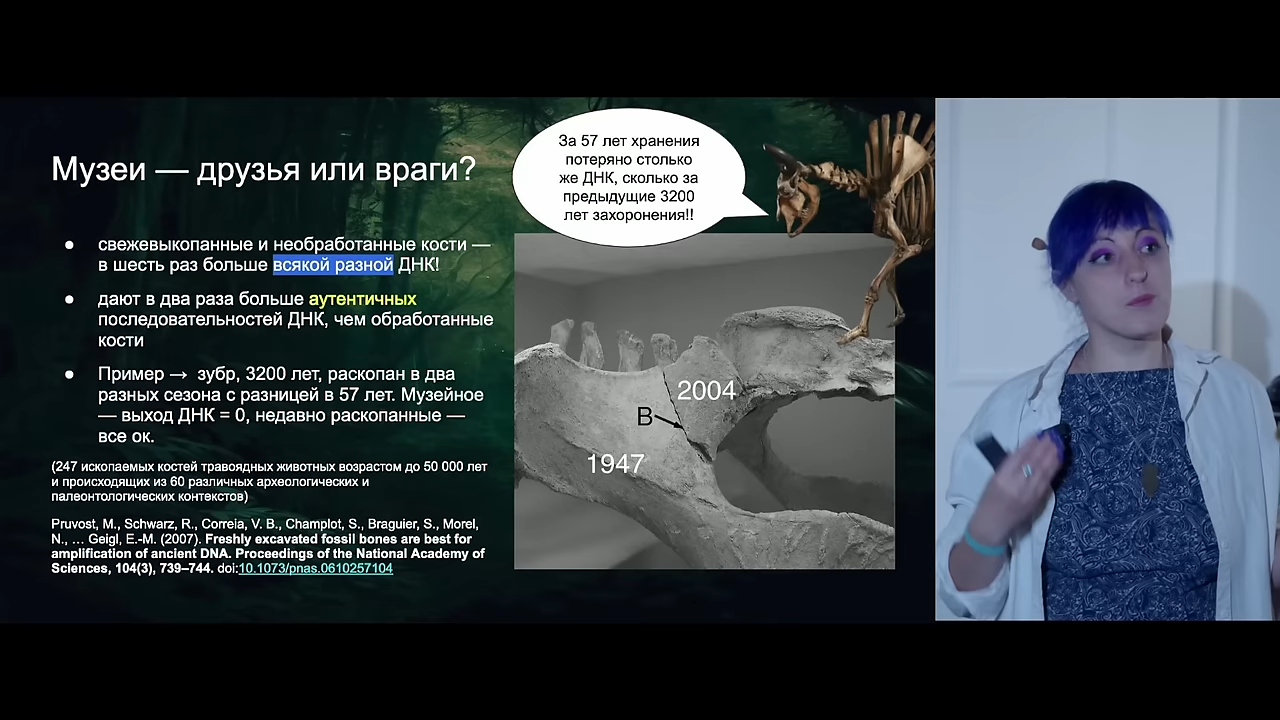 Музеи — друзья или враги?
За 57 лет хранения
потеряно столько
же ДНК, сколько за
предыдущие 3200
лет захоронения!!
● свежевыкопанные и необработанные кости —
в шесть раз больше всякой разной ДНК!
● дают в два раза больше аутентичных
последовательностей ДНК, чем обработанные
кости
● Пример → зубр, 3200 лет, раскопан в два
разных сезона с разницей в 57 лет. Музейное
— выход ДНК = 0, недавно раскопанные —
все ок.
(247 ископаемых костей травоядных животных возрастом до 50 000 лет
и происходящих из 60 различных археологических и
палеонтологических контекстов)
Pruvost, M., Schwarz, R., Correia, V. B., Champlot, S., Braguier, S., Morel,
N., … Geigl, E.-M. (2007). Freshly excavated fossil bones are best for
amplification of ancient DNA. Proceedings of the National Academy of
Sciences, 104(3), 739–744. doi:10.1073/pnas.0610257104
2004
B
1947